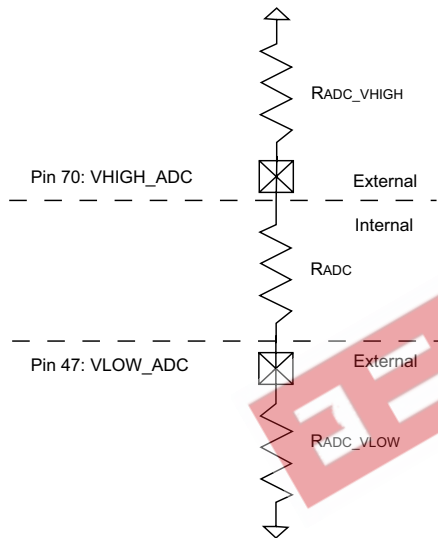 RADC_VHIGH
Pin 70: VHIGH_ADC
External
Internal
RADC
Pin 47: VLOW_ADC
External
RADC_VLOW